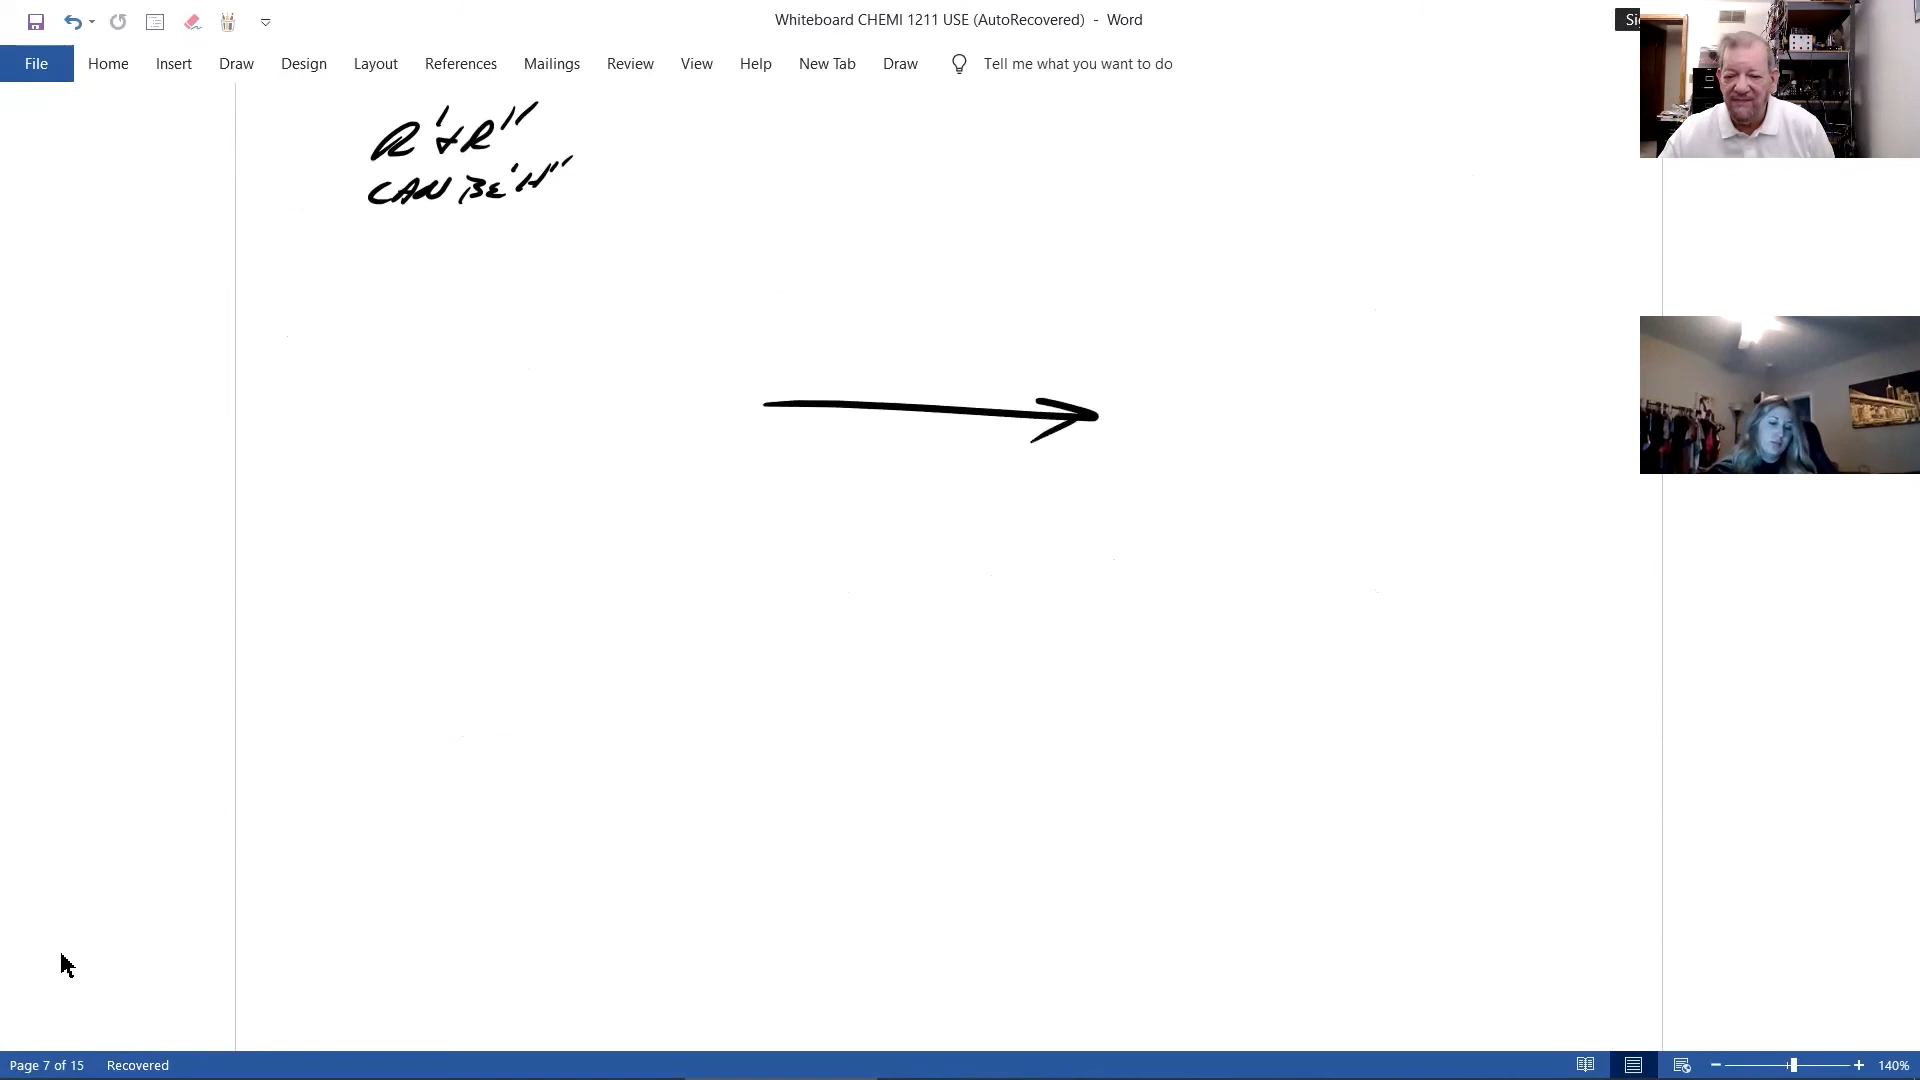 Whiteboard CHEMI 1211 USE (AutoRecovered) - Word
File Home Insert Draw Design Layout References Mailings Review View Help New Tab Draw Tell me what you want to do
R' & R''
CAN BE 'H''
Page 7 of 15 Recovered 140%